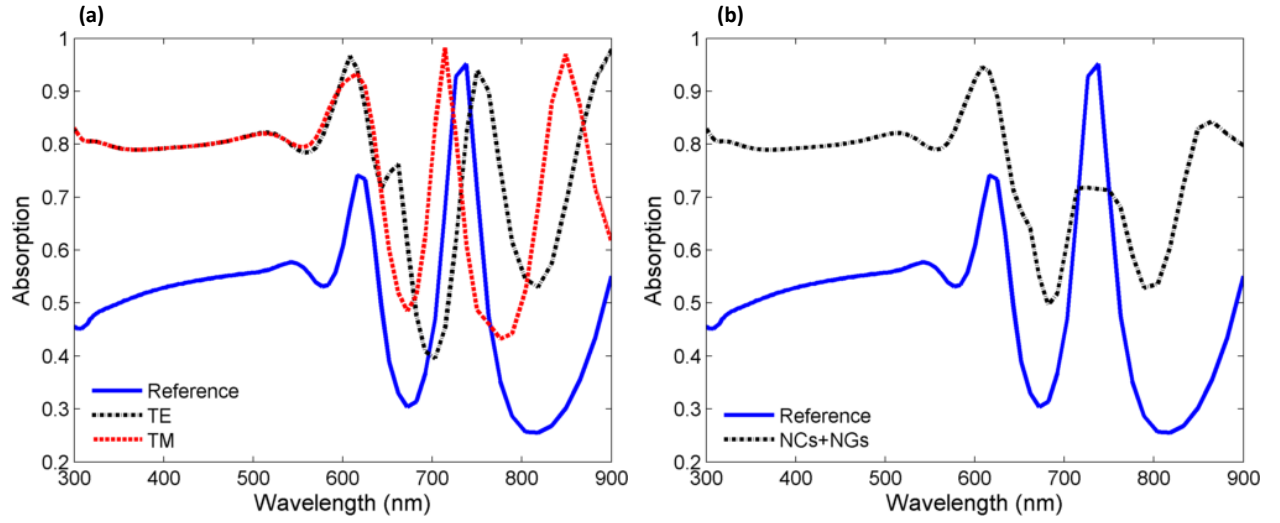 (a)
1
0.9
0.8
0.7
0.6
0.5
0.4
0.3
0.2
Absorption
Reference
TE
TM
300 400 500 600 700 800 900
Wavelength (nm)
(b)
1
0.9
0.8
0.7
0.6
0.5
0.4
0.3
0.2
Absorption
Reference
NCs+NGs
300 400 500 600 700 800 900
Wavelength (nm)